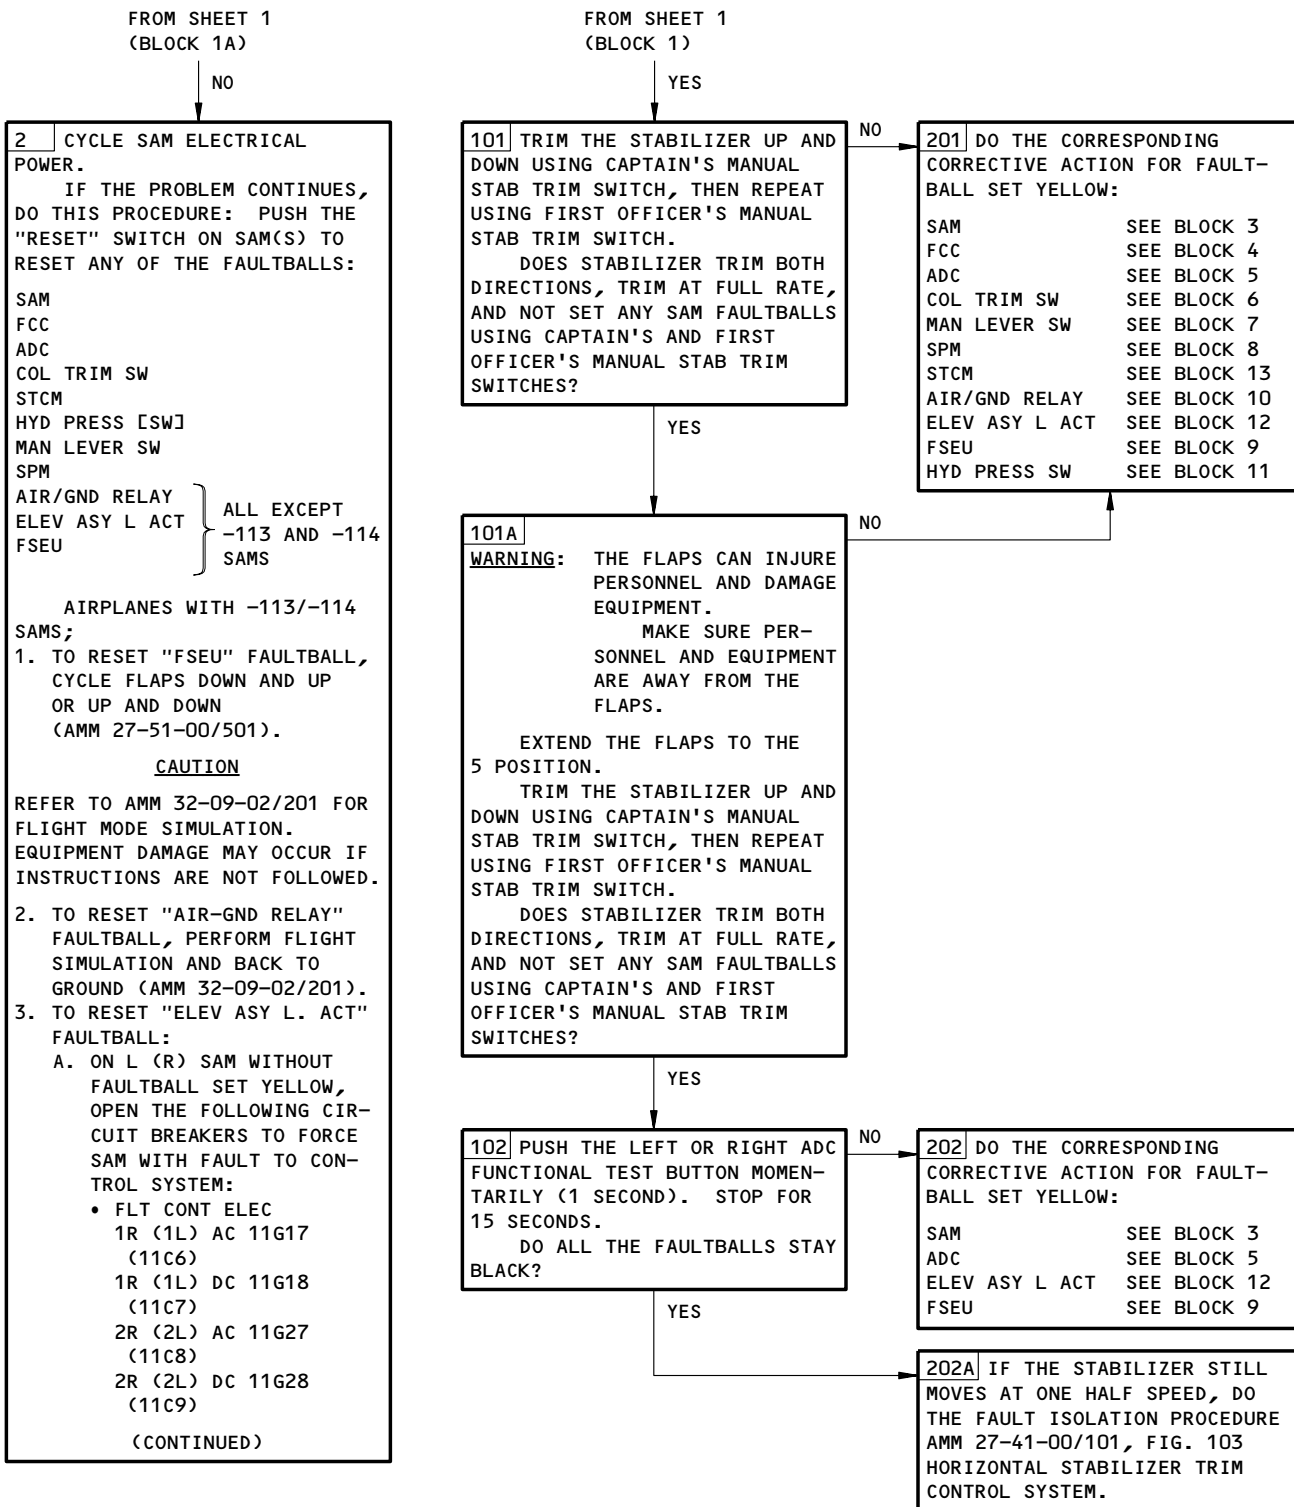 FROM SHEET 1
(BLOCK 1A)
NO
2 CYCLE SAM ELECTRICAL
POWER.
IF THE PROBLEM CONTINUES,
DO THIS PROCEDURE: PUSH THE
"RESET" SWITCH ON SAM(S) TO
RESET ANY OF THE FAULTBALLS:
SAM
FCC
ADC
COL TRIM SW
STCM
HYD PRESS [SW]
MAN LEVER SW
SPM
AIR/GND RELAY
ELEV ASY L ACT
FSEU
ALL EXCEPT
-113 AND -114
SAMS
AIRPLANES WITH -113/-114
SAMS;
1. TO RESET "FSEU" FAULTBALL,
CYCLE FLAPS DOWN AND UP
OR UP AND DOWN
(AMM 27-51-00/501).
CAUTION
REFER TO AMM 32-09-02/201 FOR
FLIGHT MODE SIMULATION.
EQUIPMENT DAMAGE MAY OCCUR IF
INSTRUCTIONS ARE NOT FOLLOWED.
2. TO RESET "AIR-GND RELAY"
FAULTBALL, PERFORM FLIGHT
SIMULATION AND BACK TO
GROUND (AMM 32-09-02/201).
3. TO RESET "ELEV ASY L. ACT"
FAULTBALL:
A. ON L (R) SAM WITHOUT
FAULTBALL SET YELLOW,
OPEN THE FOLLOWING CIR-
CUIT BREAKERS TO FORCE
SAM WITH FAULT TO CON-
TROL SYSTEM:
• FLT CONT ELEC
1R (1L) AC 11G17
(11C6)
1R (1L) DC 11G18
(11C7)
2R (2L) AC 11G27
(11C8)
2R (2L) DC 11G28
(11C9)
(CONTINUED)
FROM SHEET 1
(BLOCK 1)
YES
101 TRIM THE STABILIZER UP AND
DOWN USING CAPTAIN'S MANUAL
STAB TRIM SWITCH, THEN REPEAT
USING FIRST OFFICER'S MANUAL
STAB TRIM SWITCH.
DOES STABILIZER TRIM BOTH
DIRECTIONS, TRIM AT FULL RATE,
AND NOT SET ANY SAM FAULTBALLS
USING CAPTAIN'S AND FIRST
OFFICER'S MANUAL STAB TRIM
SWITCHES?
NO
YES
201 DO THE CORRESPONDING
CORRECTIVE ACTION FOR FAULT-
BALL SET YELLOW:
SAM SEE BLOCK 3
FCC SEE BLOCK 4
ADC SEE BLOCK 5
COL TRIM SW SEE BLOCK 6
MAN LEVER SW SEE BLOCK 7
SPM SEE BLOCK 8
STCM SEE BLOCK 13
AIR/GND RELAY SEE BLOCK 10
ELEV ASY L ACT SEE BLOCK 12
FSEU SEE BLOCK 9
HYD PRESS SW SEE BLOCK 11
101A
WARNING: THE FLAPS CAN INJURE
PERSONNEL AND DAMAGE
EQUIPMENT.
MAKE SURE PER-
SONNEL AND EQUIPMENT
ARE AWAY FROM THE
FLAPS.
EXTEND THE FLAPS TO THE
5 POSITION.
TRIM THE STABILIZER UP AND
DOWN USING CAPTAIN'S MANUAL
STAB TRIM SWITCH, THEN REPEAT
USING FIRST OFFICER'S MANUAL
STAB TRIM SWITCH.
DOES STABILIZER TRIM BOTH
DIRECTIONS, TRIM AT FULL RATE,
AND NOT SET ANY SAM FAULTBALLS
USING CAPTAIN'S AND FIRST
OFFICER'S MANUAL STAB TRIM
SWITCHES?
NO
YES
102 PUSH THE LEFT OR RIGHT ADC
FUNCTIONAL TEST BUTTON MOMEN-
TARILY (1 SECOND). STOP FOR
15 SECONDS.
DO ALL THE FAULTBALLS STAY
BLACK?
NO
YES
202 DO THE CORRESPONDING
CORRECTIVE ACTION FOR FAULT-
BALL SET YELLOW:
SAM SEE BLOCK 3
ADC SEE BLOCK 5
ELEV ASY L ACT SEE BLOCK 12
FSEU SEE BLOCK 9
202A IF THE STABILIZER STILL
MOVES AT ONE HALF SPEED, DO
THE FAULT ISOLATION PROCEDURE
AMM 27-41-00/101, FIG. 103
HORIZONTAL STABILIZER TRIM
CONTROL SYSTEM.